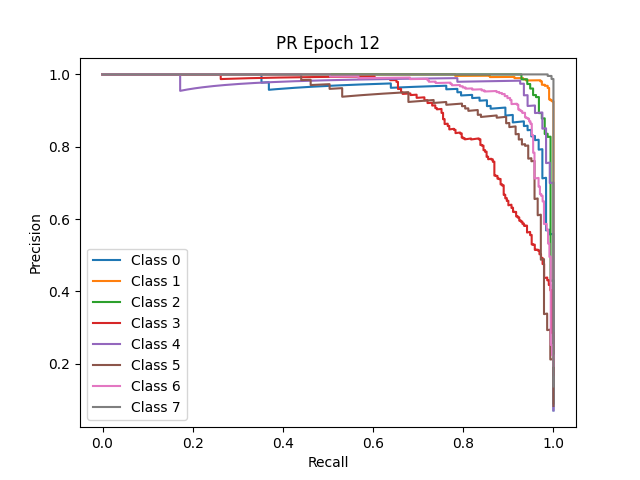 PR Epoch 12
Precision
1.0
0.8
0.6
0.4
0.2
Class 0
Class 1
Class 2
Class 3
Class 4
Class 5
Class 6
Class 7
0.0 0.2 0.4 0.6 0.8 1.0
Recall